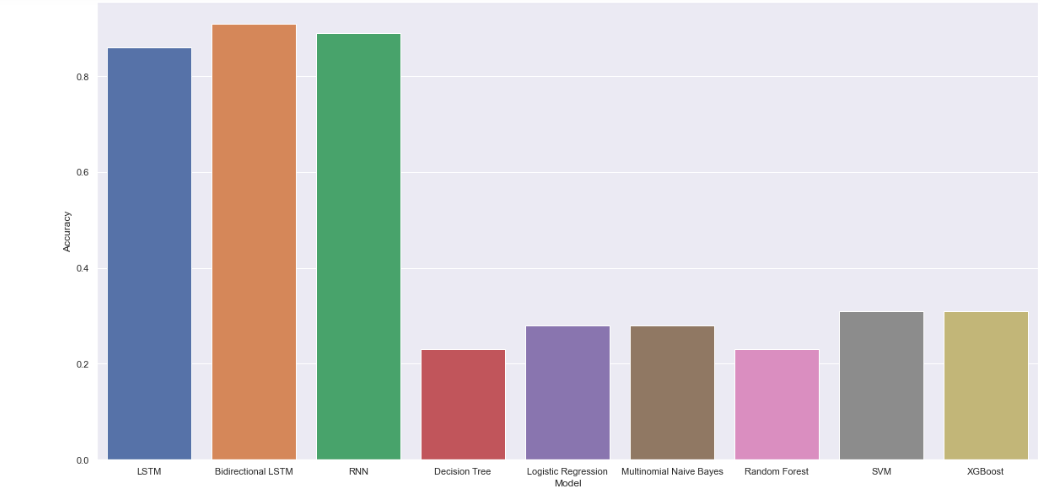 0.8
0.6
Accuracy
0.4
0.2
0.0
LSTM Bidirectional LSTM RNN Decision Tree Logistic Regression Multinomial Naive Bayes Random Forest SVM XGBoost
Model